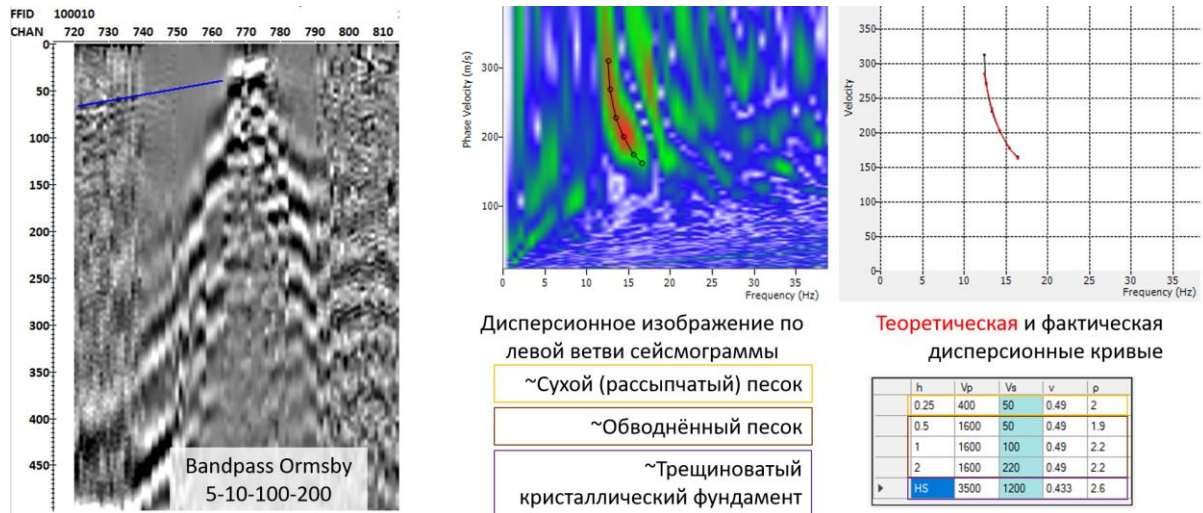 FFID 100010
CHAN 720 730 740 750 760 770 780 790 800 810
0
50
100
150
200
250
300
350
400
450
Bandpass Ormsby
5-10-100-200
Phase Velocity (m/s)
300
200
100
0 5 10 15 20 25 30 35
Frequency (Hz)
Дисперсионное изображение по
левой ветви сейсмограммы
~Сухой (рассыпчатый) песок
~Обводнённый песок
~Трещиноватый
кристаллический фундамент
Velocity
350
300
250
200
150
100
50
0
0 5 10 15 20 25 30 35
Frequency (Hz)
Теоретическая и фактическая
дисперсионные кривые
h Vp Vs ν ρ
0.25 400 50 0.49 2
0.5 1600 50 0.49 1.9
1 1600 100 0.49 2.2
2 1600 220 0.49 2.2
HS 3500 1200 0.433 2.6